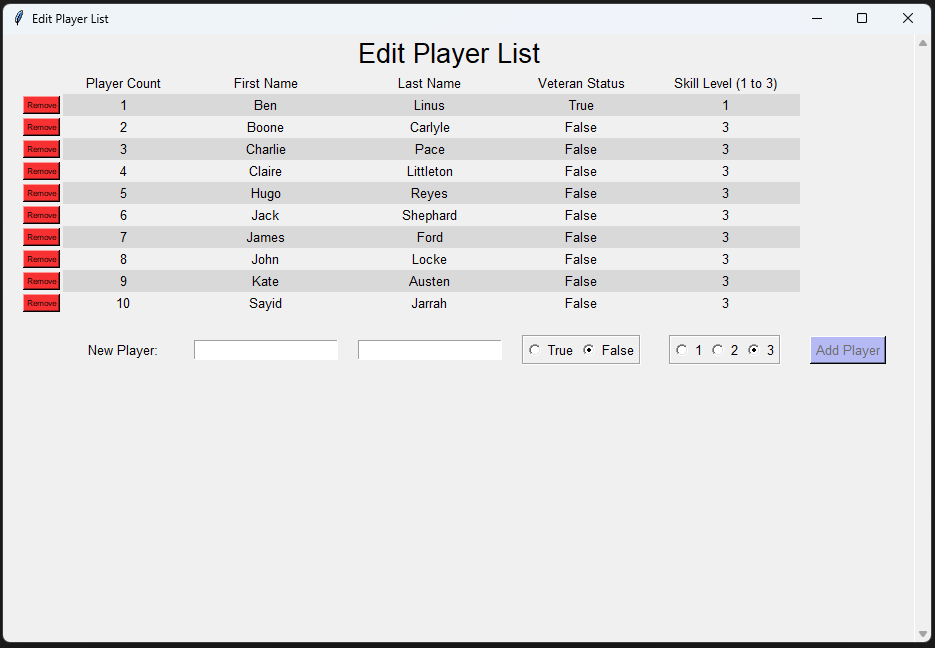 Edit Player List
Edit Player List
Player Count First Name Last Name Veteran Status Skill Level (1 to 3)
Remove 1 Ben Linus True 1
Remove 2 Boone Carlyle False 3
Remove 3 Charlie Pace False 3
Remove 4 Claire Littleton False 3
Remove 5 Hugo Reyes False 3
Remove 6 Jack Shephard False 3
Remove 7 James Ford False 3
Remove 8 John Locke False 3
Remove 9 Kate Austen False 3
Remove 10 Sayid Jarrah False 3
New Player: True False 1 2 3 Add Player